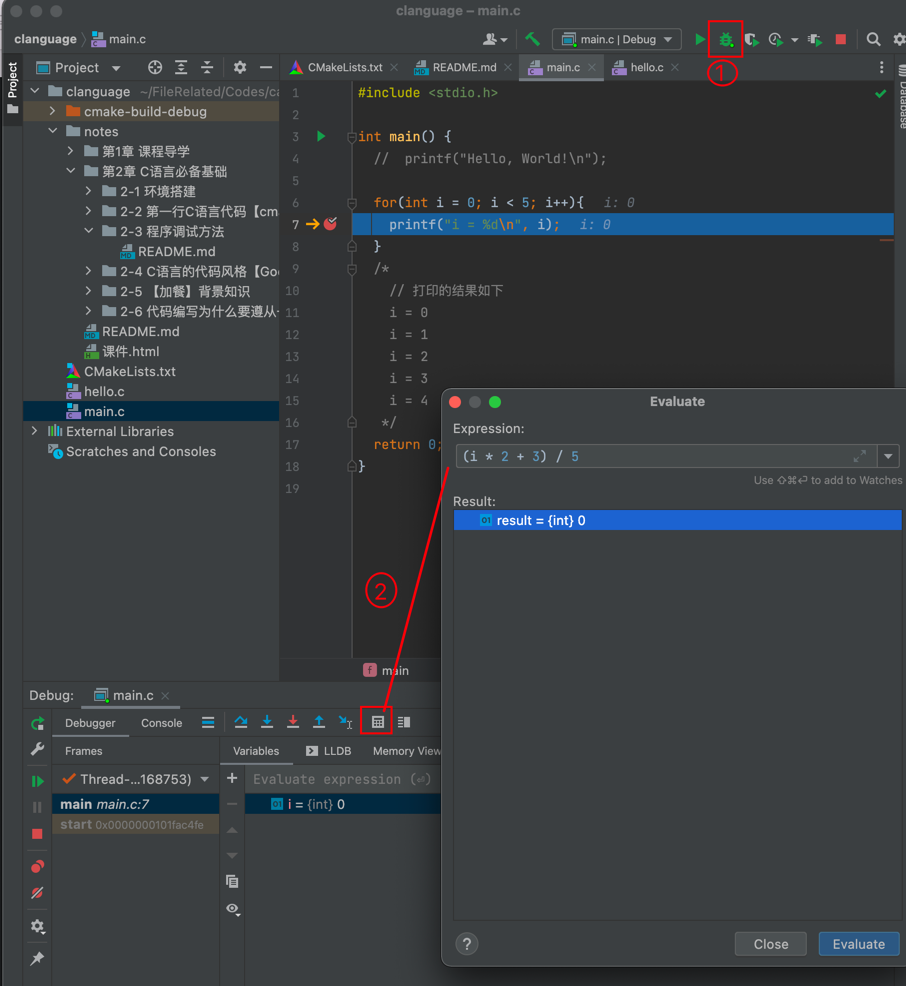 clanguage – main.c
clanguage
main.c
main.c | Debug
①
Project
Project
CMakeLists.txt
README.md
main.c
hello.c
Database
clanguage ~/FileRelated/Codes/c
cmake-build-debug
notes
第1章 课程导学
第2章 C语言必备基础
2-1 环境搭建
2-2 第一行C语言代码【cm
2-3 程序调试方法
README.md
2-4 C语言的代码风格【Go
2-5 【加餐】背景知识
2-6 代码编写为什么要遵从
README.md
课件.html
CMakeLists.txt
hello.c
main.c
External Libraries
Scratches and Consoles
1 #include <stdio.h>
2
3 int main() {
4 // printf("Hello, World!\n");
5
6 for(int i = 0; i < 5; i++){ i: 0
7 printf("i = %d\n", i); i: 0
8 }
9 /*
10 // 打印的结果如下
11 i = 0
12 i = 1
13 i = 2
14 i = 3
15 i = 4
16 */
17 return 0;
18 }
19
②
f main
Evaluate
Expression:
(i * 2 + 3) / 5
Use ⇧⌘⏎ to add to Watches
Result:
01 result = {int} 0
? Close Evaluate
Debug: main.c
Debugger Console
Frames Variables LLDB Memory View
Thread-...168753)
Evaluate expression (⏎)
main main.c:7
01 i = {int} 0
start 0x0000000101fac4fe